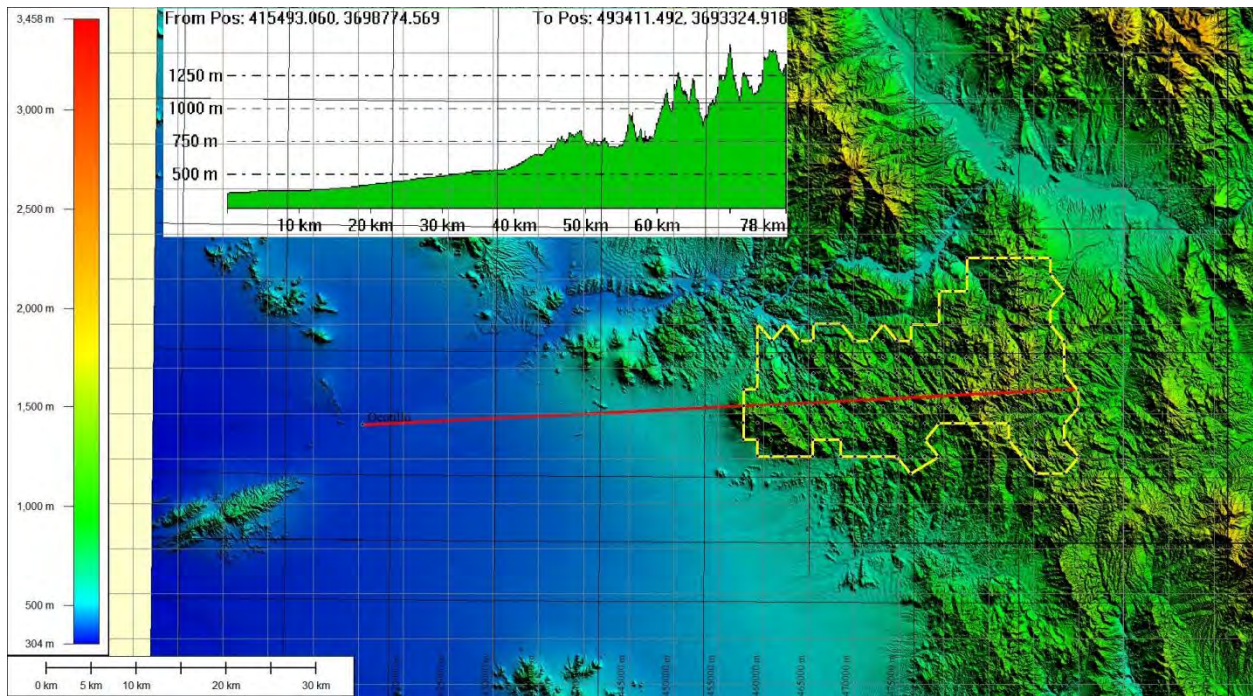 3,458 m
3,000 m
2,500 m
2,000 m
1,500 m
1,000 m
500 m
304 m
From Pos: 415493.060, 3698774.569 To Pos: 493411.492, 3693324.918
1250 m
1000 m
750 m
500 m
10 km 20 km 30 km 40 km 50 km 60 km 78 km
Ocotillo
0 km 5 km 10 km 20 km 30 km